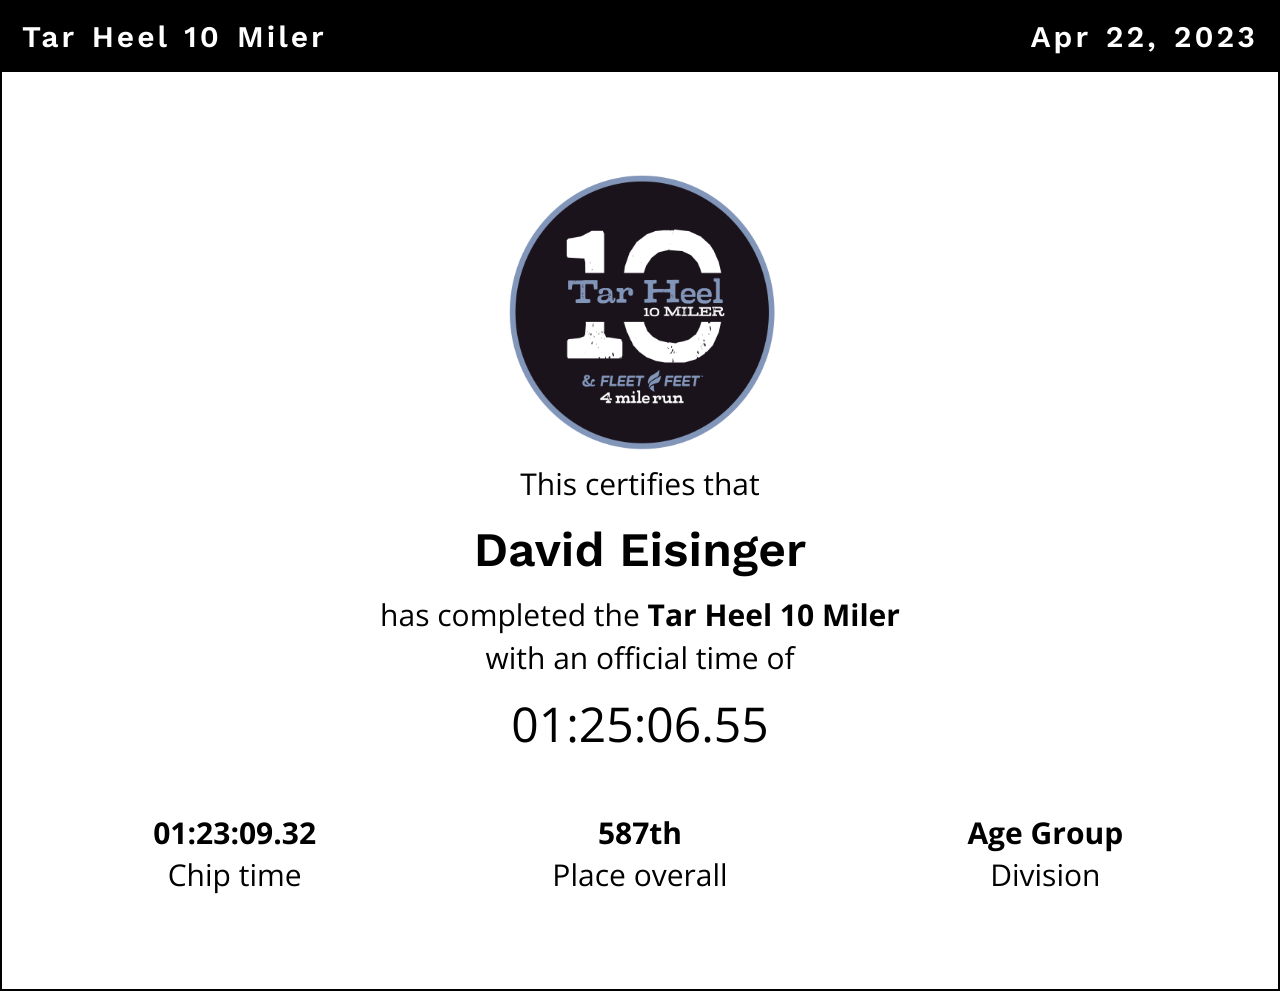 Tar Heel 10 Miler
Apr 22, 2023
10
Tar Heel
10 MILER
& FLEET FEET
4 mile run
This certifies that
David Eisinger
has completed the Tar Heel 10 Miler
with an official time of
01:25:06.55
01:23:09.32
Chip time
587th
Place overall
Age Group
Division